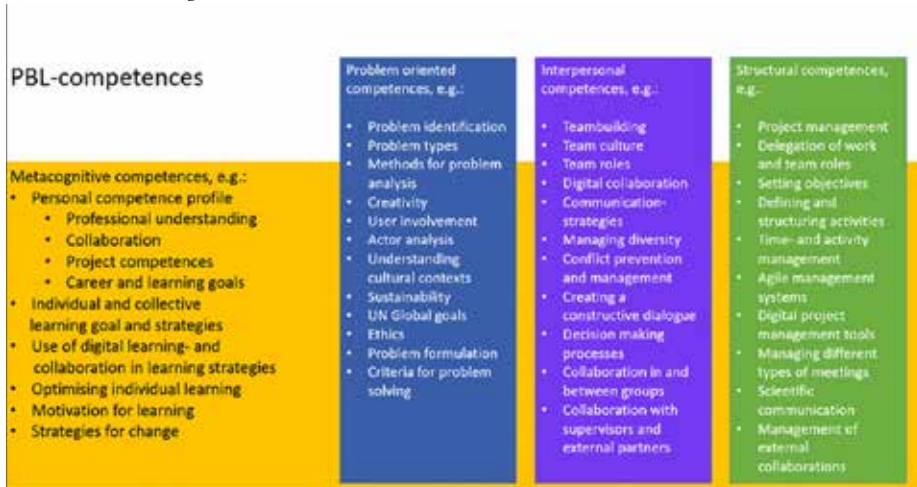 PBL-competences
Metacognitive competences, e.g.:
• Personal competence profile
• Professional understanding
• Collaboration
• Project competences
• Career and learning goals
• Individual and collective
learning goal and strategies
• Use of digital learning- and
collaboration in learning strategies
• Optimising individual learning
• Motivation for learning
• Strategies for change
Problem oriented
competences, e.g.:
• Problem identification
• Problem types
• Methods for problem
analysis
• Creativity
• User involvement
• Actor analysis
• Understanding
cultural contexts
• Sustainability
• UN Global goals
• Ethics
• Problem formulation
• Criteria for problem
solving
Interpersonal
competences, e.g.:
• Teambuilding
• Team culture
• Team roles
• Digital collaboration
• Communication-
strategies
• Managing diversity
• Conflict prevention
and management
• Creating a
constructive dialogue
• Decision making
processes
• Collaboration in and
between groups
• Collaboration with
supervisors and
external partners
Structural competences,
e.g.:
• Project management
• Delegation of work
and team roles
• Setting objectives
• Defining and
structuring activities
• Time- and activity
management
• Agile management
systems
• Digital project
management tools
• Managing different
types of meetings
• Scientific
communication
• Management of
external
collaborations